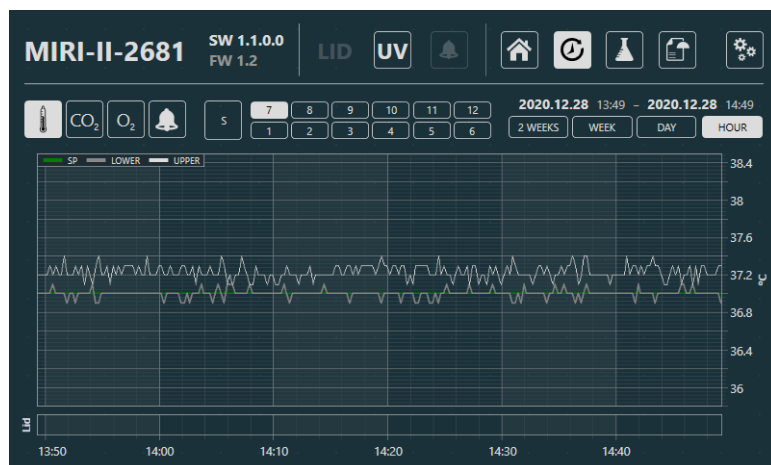 MIRI-II-2681 SW 1.1.0.0 LID UV
FW 1.2
CO2 O2 S 7 8 9 10 11 12 2020.12.28 13:49 - 2020.12.28 14:49
1 2 3 4 5 6 2 WEEKS WEEK DAY HOUR
SP LOWER UPPER
38.4
38
37.6
37.2
°C
36.8
36.4
36
Lid
13:50 14:00 14:10 14:20 14:30 14:40